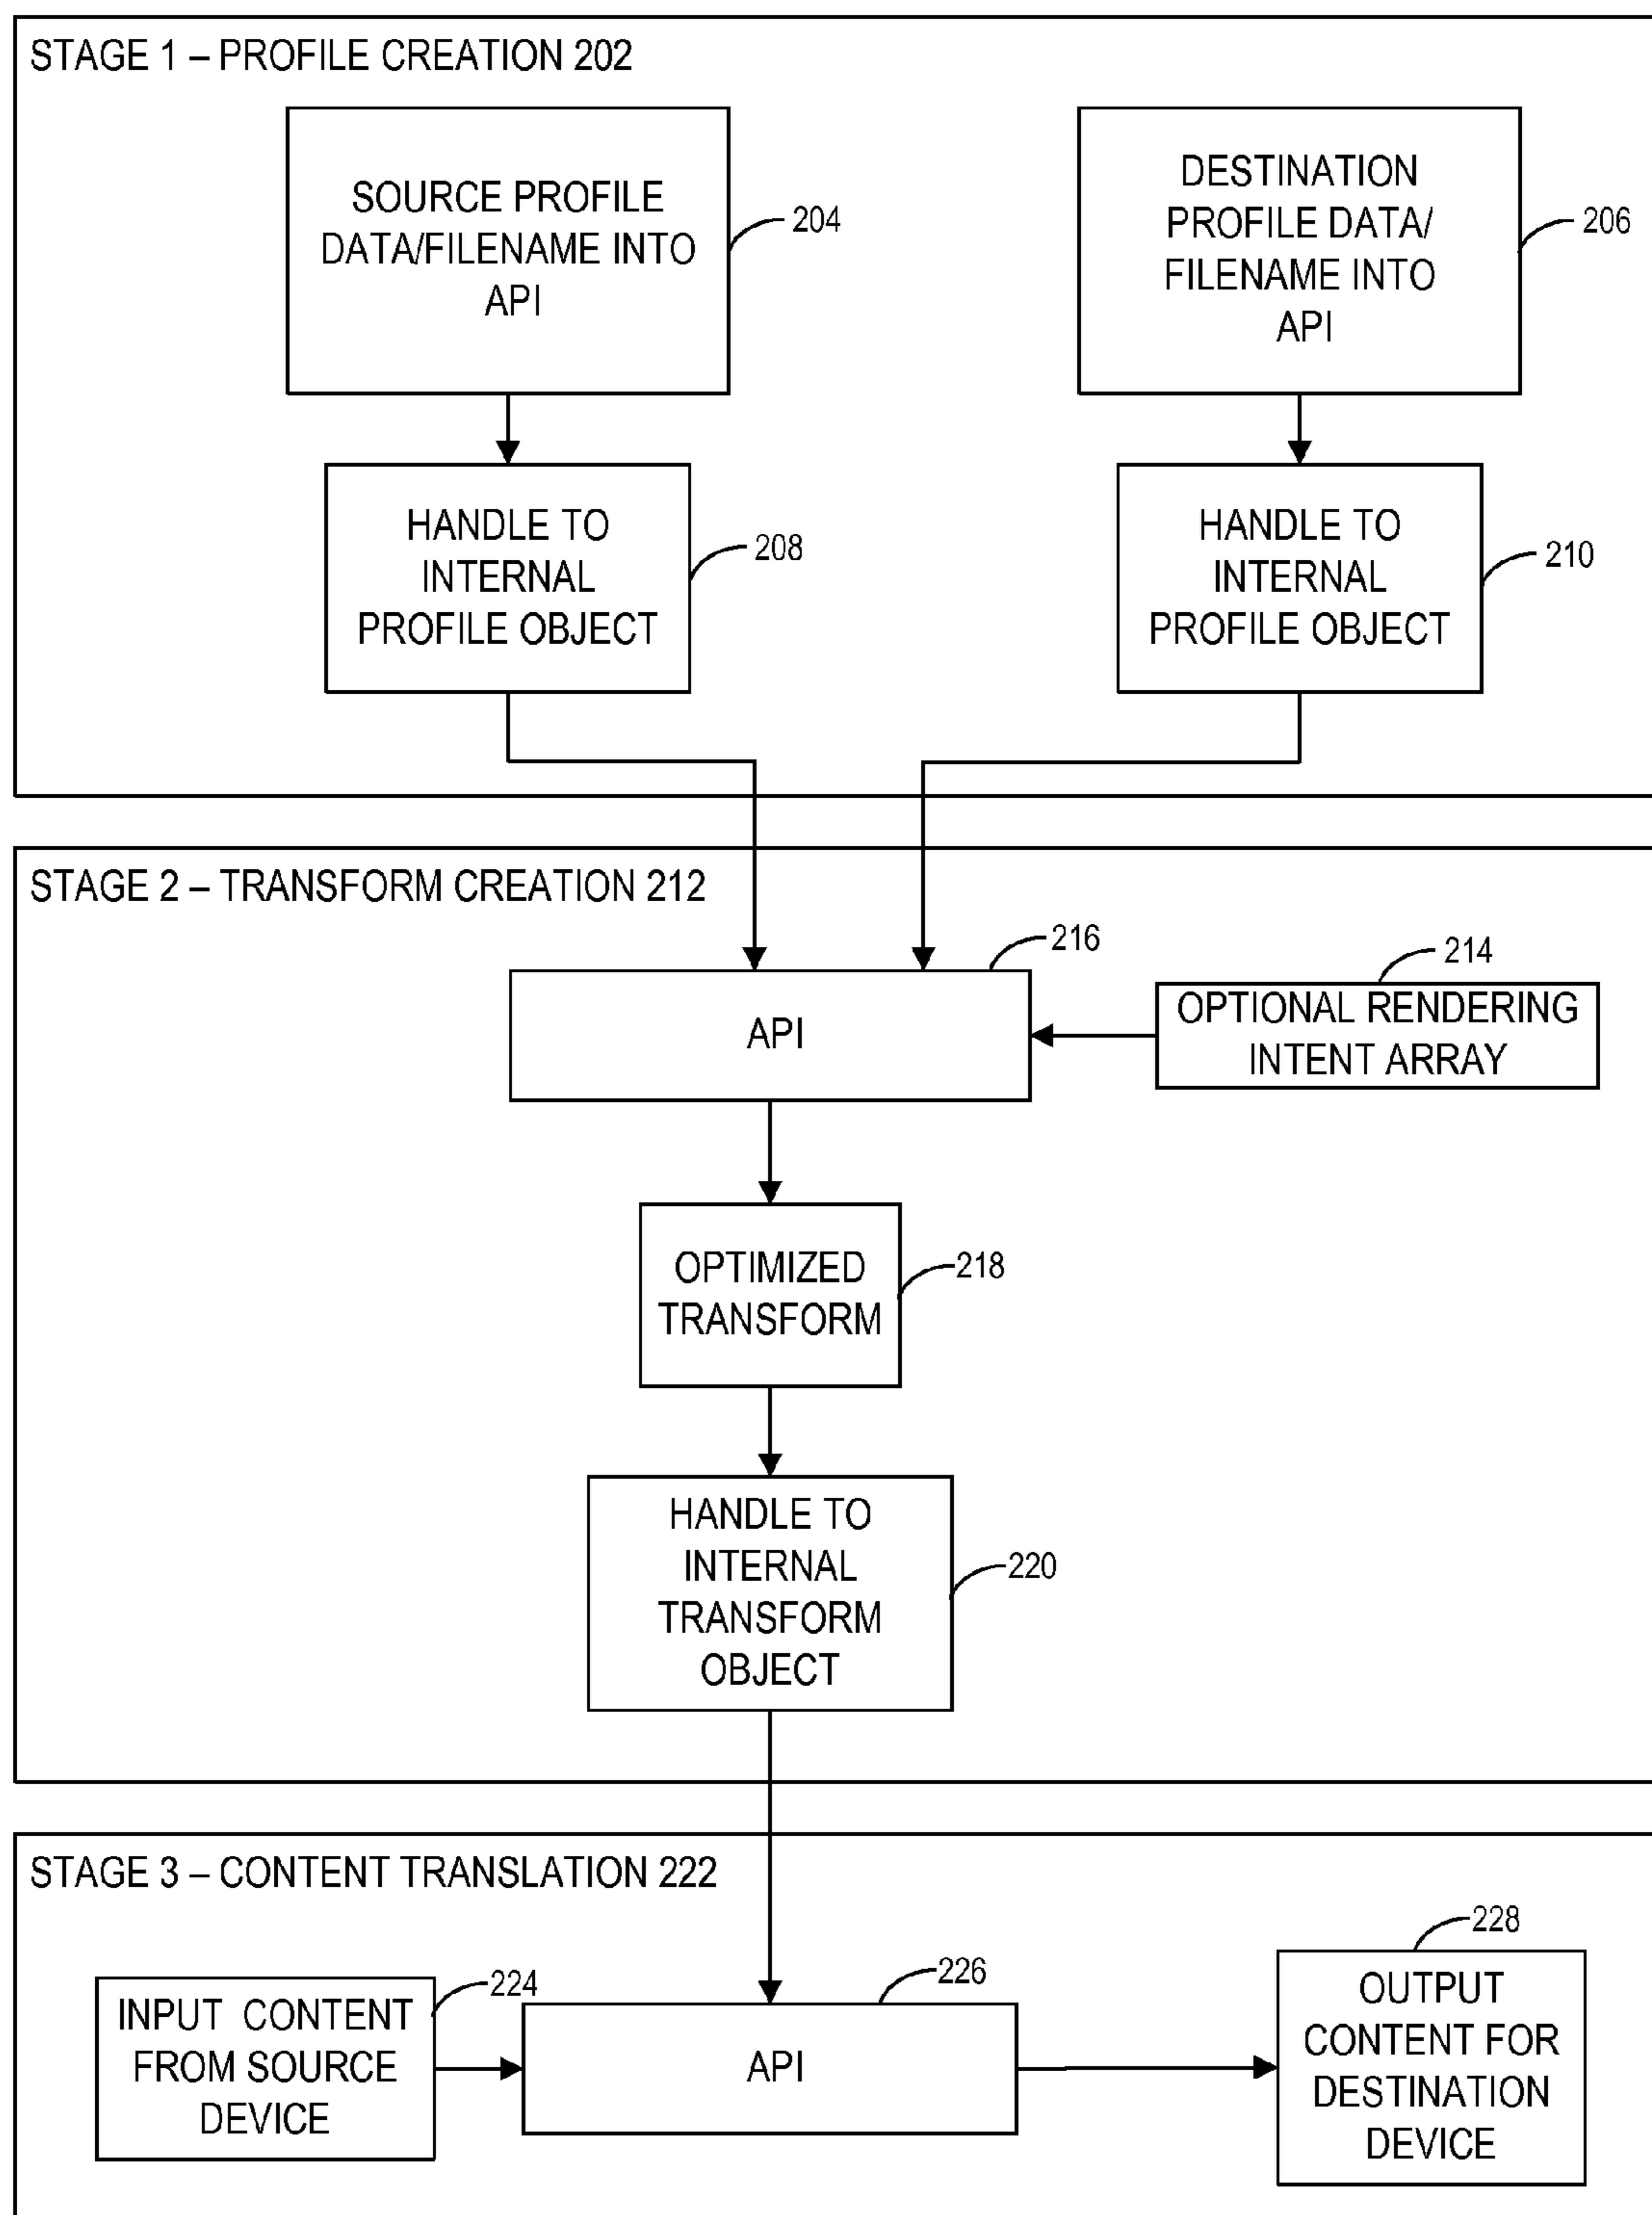 STAGE 1 – PROFILE CREATION 202
SOURCE PROFILE
DATA/FILENAME INTO
API
204
DESTINATION
PROFILE DATA/
FILENAME INTO
API
206
HANDLE TO
INTERNAL
PROFILE OBJECT
208
HANDLE TO
INTERNAL
PROFILE OBJECT
210
STAGE 2 – TRANSFORM CREATION 212
216
API
214
OPTIONAL RENDERING
INTENT ARRAY
OPTIMIZED
TRANSFORM
218
HANDLE TO
INTERNAL
TRANSFORM
OBJECT
220
STAGE 3 – CONTENT TRANSLATION 222
INPUT CONTENT
FROM SOURCE
DEVICE
224
226
API
228
OUTPUT
CONTENT FOR
DESTINATION
DEVICE